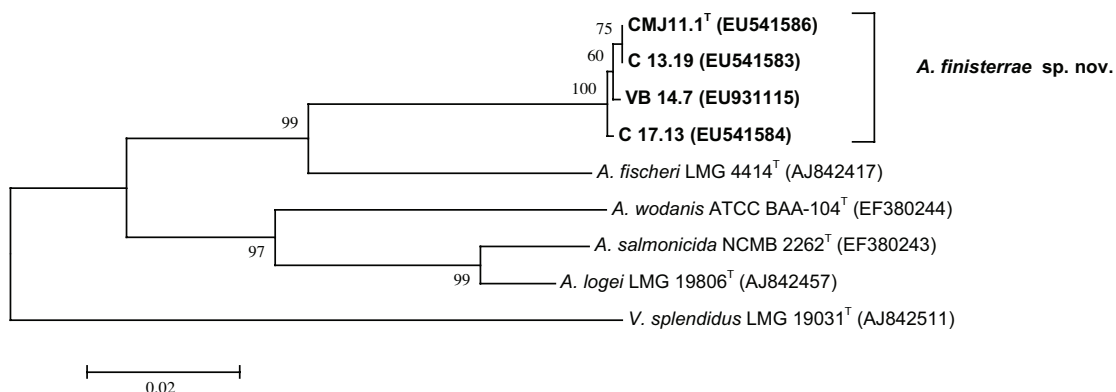 75
CMJ11.1ᵀ (EU541586)
60
C 13.19 (EU541583)
A. finisterrae sp. nov.
100
VB 14.7 (EU931115)
99
C 17.13 (EU541584)
A. fischeri LMG 4414ᵀ (AJ842417)
A. wodanis ATCC BAA-104ᵀ (EF380244)
97
A. salmonicida NCMB 2262ᵀ (EF380243)
99
A. logei LMG 19806ᵀ (AJ842457)
V. splendidus LMG 19031ᵀ (AJ842511)
0.02